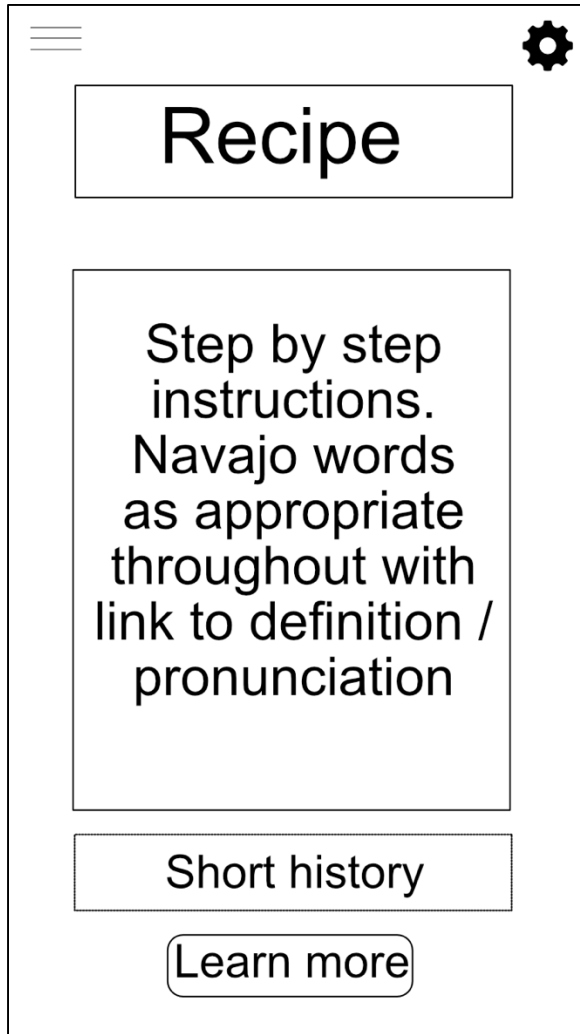 Recipe
Step by step
instructions.
Navajo words
as appropriate
throughout with
link to definition /
pronunciation
Short history
Learn more